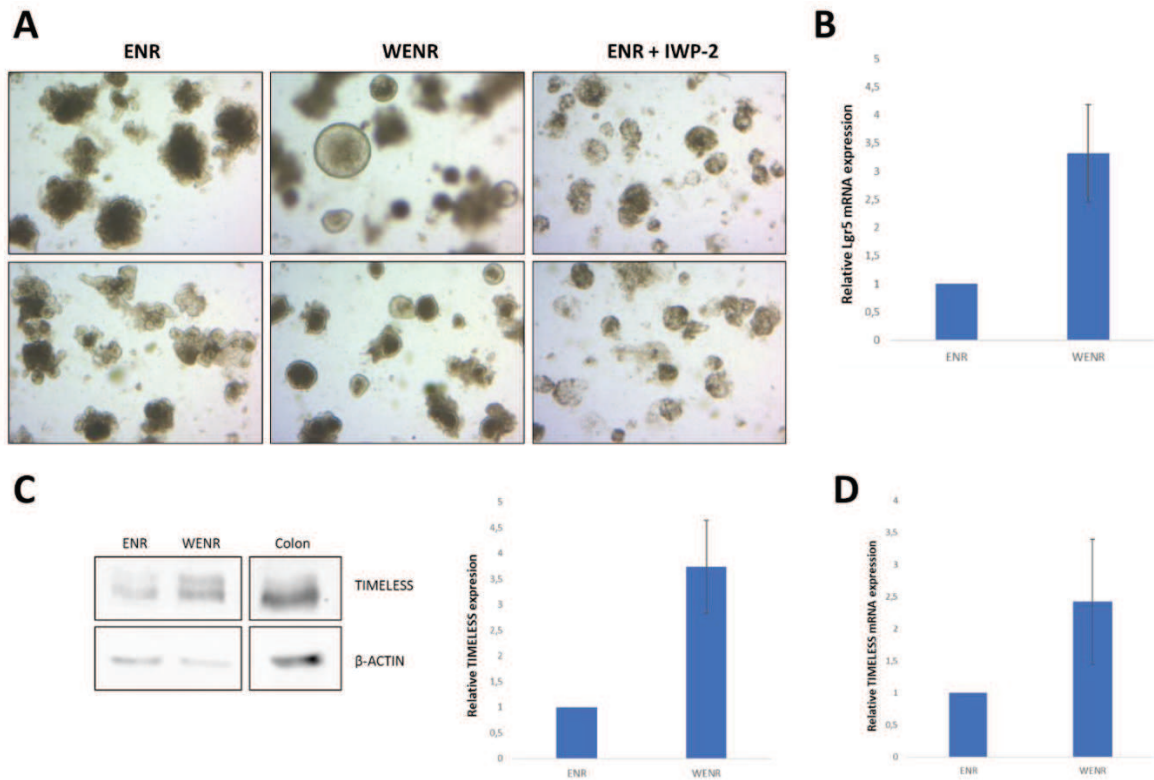 A
ENR
WENR
ENR + IWP-2
B
Relative Lgr5 mRNA expression
5
4,5
4
3,5
3
2,5
2
1,5
1
0,5
0
ENR
WENR
C
ENR
WENR
Colon
TIMELESS
β-ACTIN
Relative TIMELESS expresion
5
4,5
4
3,5
3
2,5
2
1,5
1
0,5
0
ENR
WENR
D
Relative TIMELESS mRNA expression
4
3,5
3
2,5
2
1,5
1
0,5
0
ENR
WENR